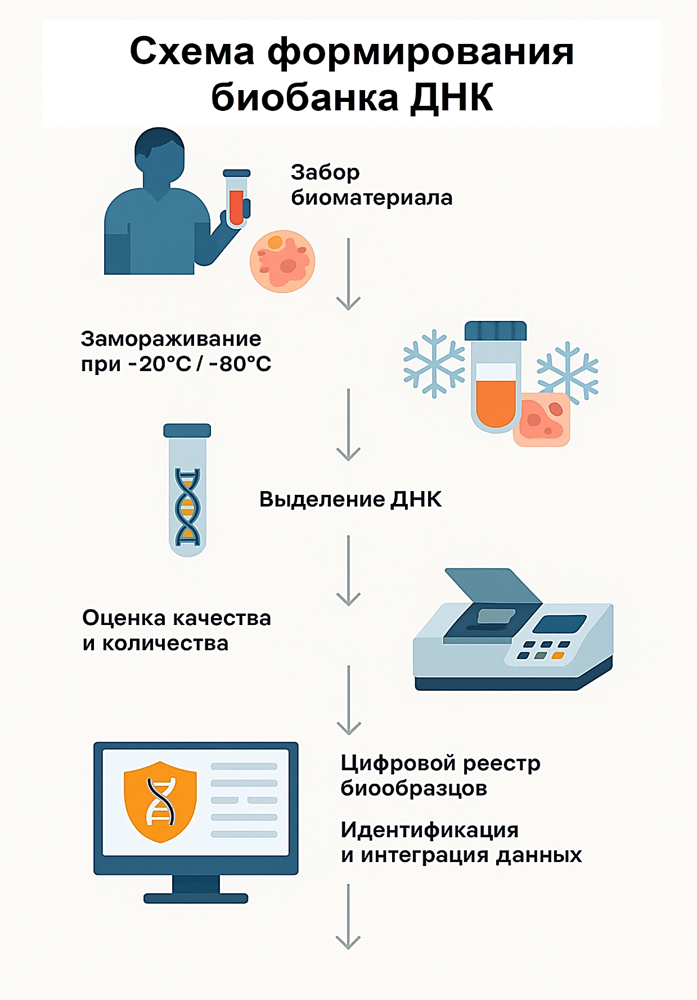 Схема формирования
биобанка ДНК
Забор
биоматериала
Замораживание
при -20°C / -80°C
Выделение ДНК
Оценка качества
и количества
Цифровой реестр
биообразцов
Идентификация
и интеграция данных